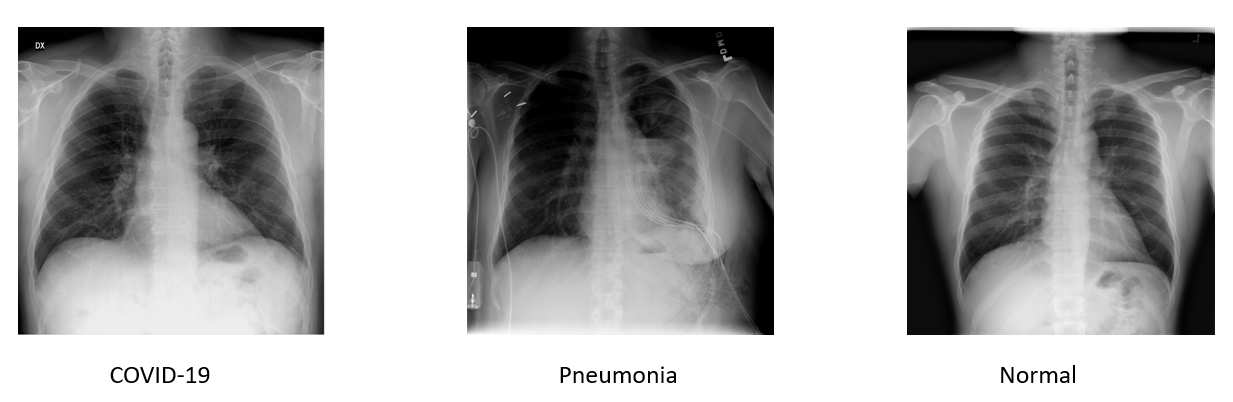 DX
COVID-19
Pneumonia
Normal